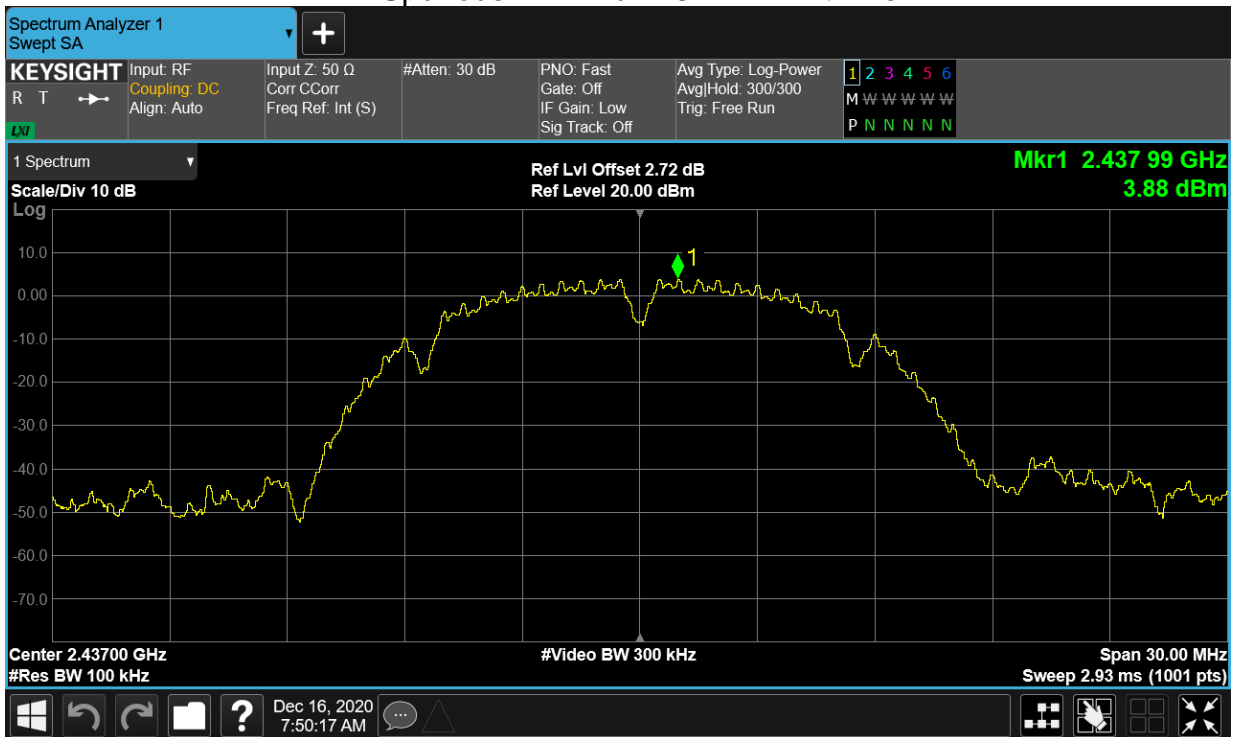 Spectrum Analyzer 1
Swept SA
KEYSIGHT
R T
LXI
Input: RF
Coupling: DC
Align: Auto
Input Z: 50 Ω
Corr CCorr
Freq Ref: Int (S)
#Atten: 30 dB
PNO: Fast
Gate: Off
IF Gain: Low
Sig Track: Off
Avg Type: Log-Power
Avg|Hold: 300/300
Trig: Free Run
1 2 3 4 5 6
M W W W W W
P N N N N N
1 Spectrum
Scale/Div 10 dB
Ref Lvl Offset 2.72 dB
Ref Level 20.00 dBm
Mkr1 2.437 99 GHz
3.88 dBm
Log
10.0
0.00
-10.0
-20.0
-30.0
-40.0
-50.0
-60.0
-70.0
1
Center 2.43700 GHz
#Res BW 100 kHz
#Video BW 300 kHz
Span 30.00 MHz
Sweep 2.93 ms (1001 pts)
?
Dec 16, 2020
7:50:17 AM